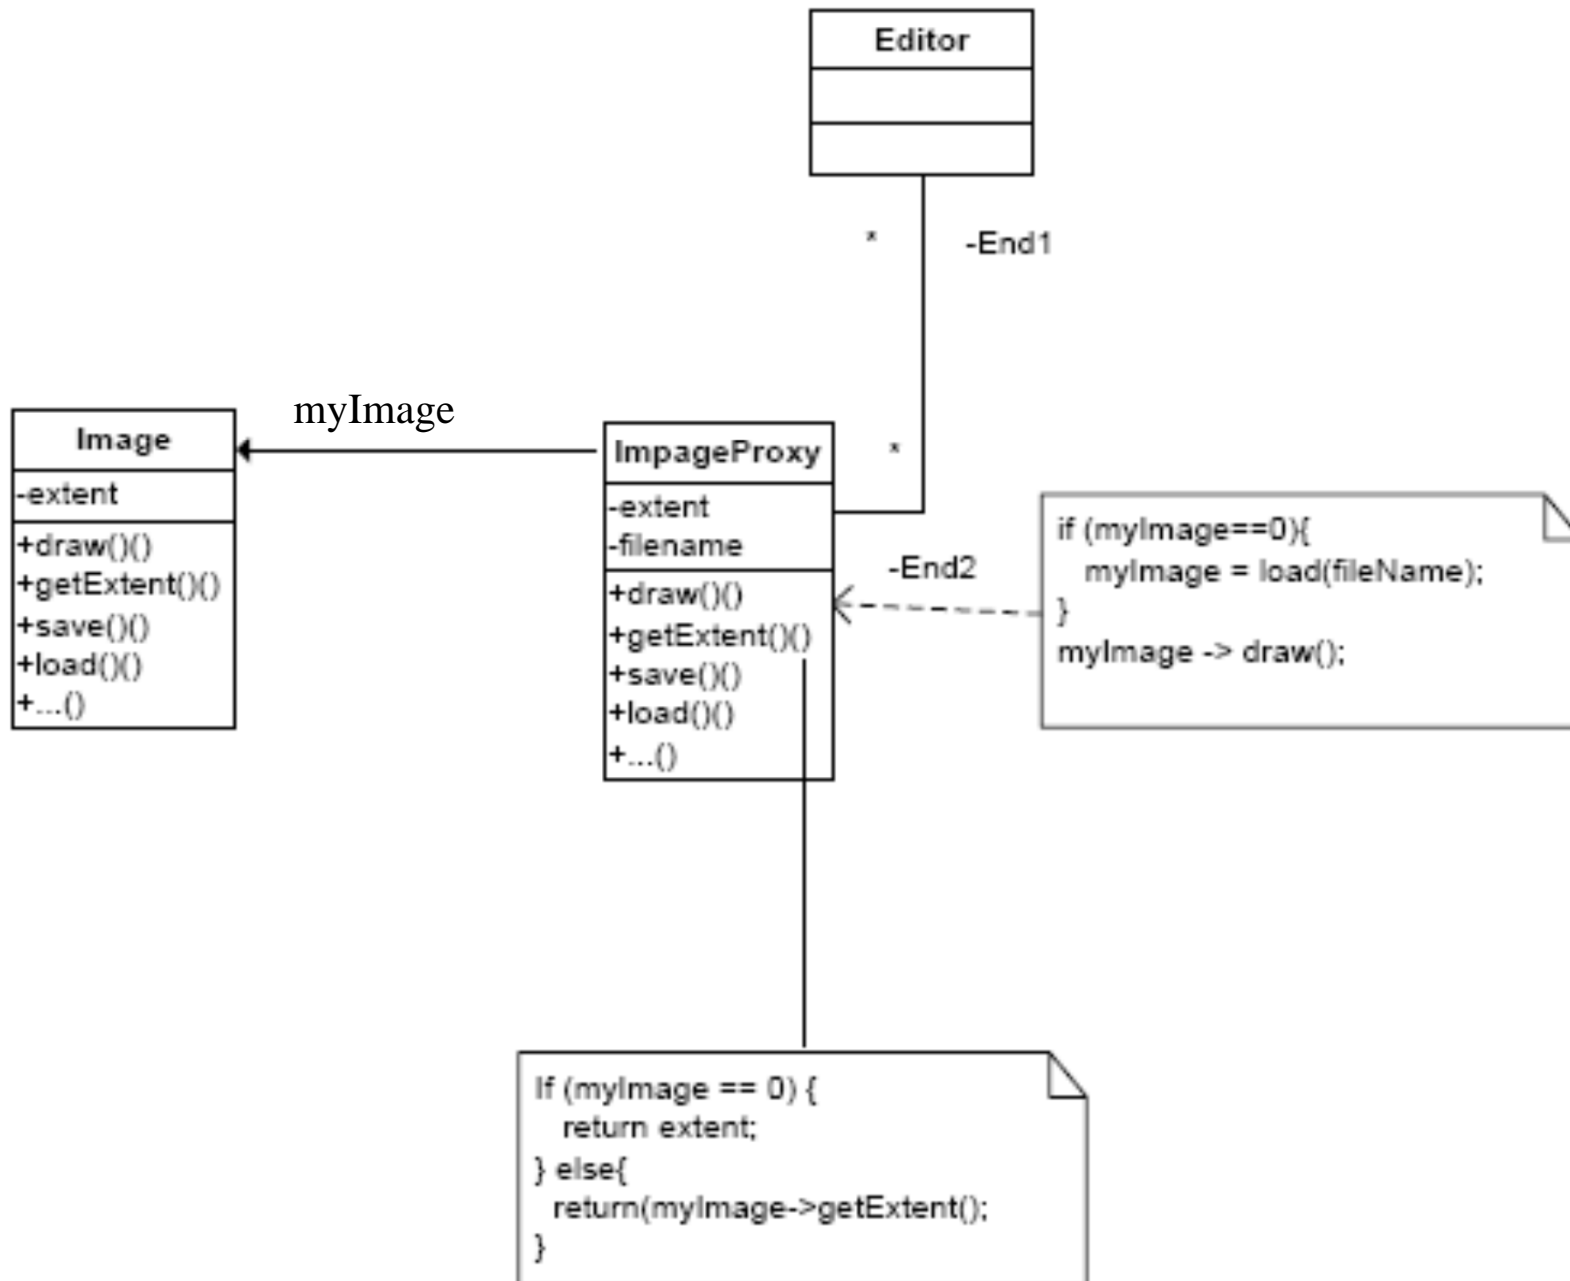 Editor
*
-End1
myImage
Image
-extent
+draw()()
+getExtent()()
+save()()
+load()()
+...()
ImpageProxy
-extent
-filename
+draw()()
+getExtent()()
+save()()
+load()()
+...()
*
-End2
if (myImage==0){
myImage = load(fileName);
}
myImage -> draw();
If (myImage == 0) {
return extent;
} else{
return(myImage->getExtent();
}